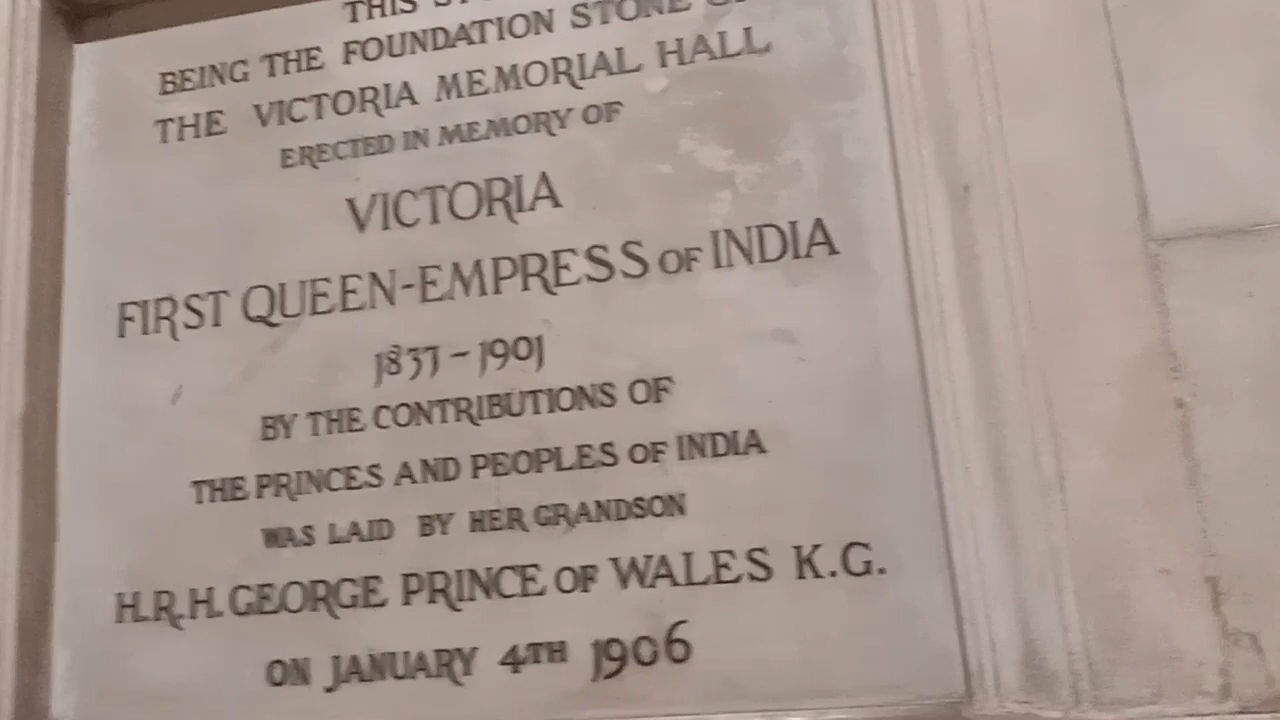 THIS
BEING THE FOUNDATION STONE
THE VICTORIA MEMORIAL HALL
ERECTED IN MEMORY OF
VICTORIA
FIRST QUEEN-EMPRESS OF INDIA
1837-1901
BY THE CONTRIBUTIONS OF
THE PRINCES AND PEOPLES OF INDIA
WAS LAID BY HER GRANDSON
H.R.H. GEORGE PRINCE OF WALES K.G.
ON JANUARY 4TH 1906